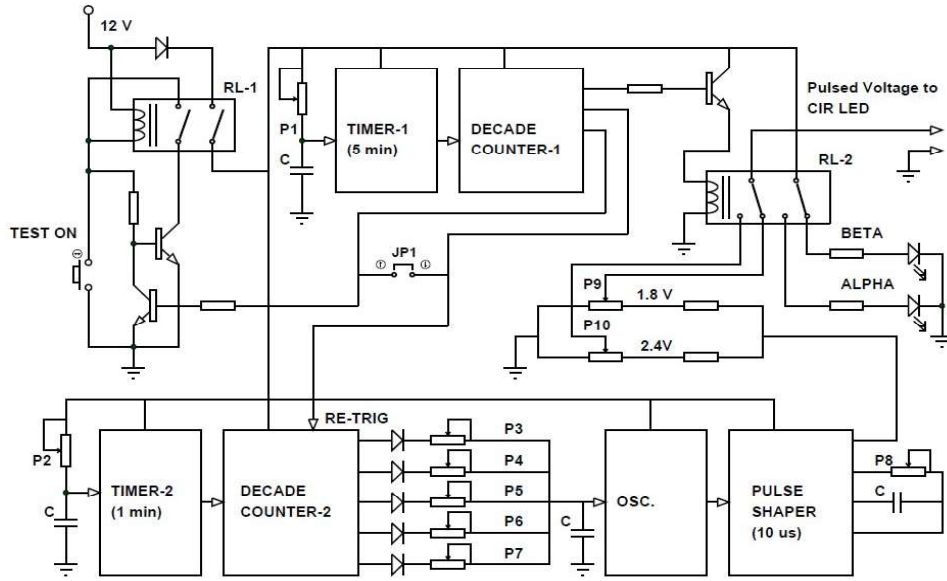 12 V
RL-1
P1
C
TIMER-1
(5 min)
DECADE
COUNTER-1
Pulsed Voltage to
CIR LED
RL-2
TEST ON
JP1
BETA
ALPHA
P9
1.8 V
P10
2.4V
RE-TRIG
P2
C
TIMER-2
(1 min)
DECADE
COUNTER-2
P3
P4
P5
P6
P7
C
OSC.
PULSE
SHAPER
(10 us)
P8
C